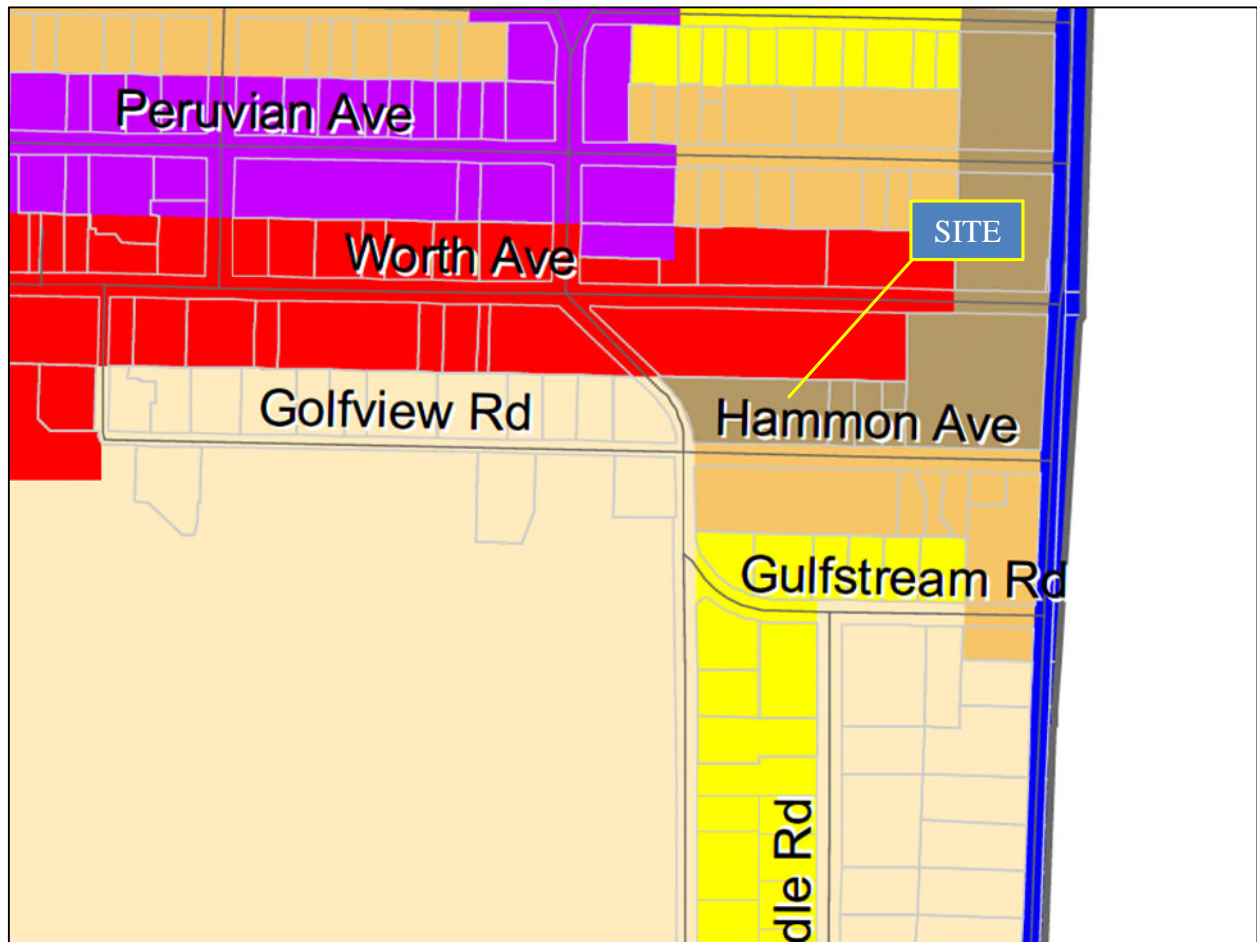 Peruvian Ave
SITE
Worth Ave
Golfview Rd
Hammon Ave
Gulfstream Rd
dle Rd